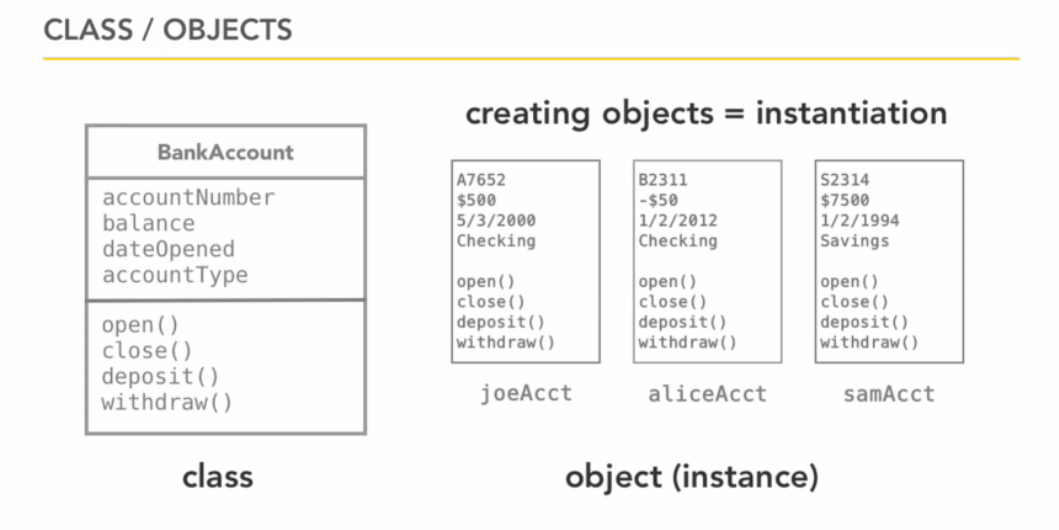 CLASS / OBJECTS
BankAccount
accountNumber
balance
dateOpened
accountType
open()
close()
deposit()
withdraw()
class
creating objects = instantiation
A7652
$500
5/3/2000
Checking
open()
close()
deposit()
withdraw()
joeAcct
B2311
-$50
1/2/2012
Checking
open()
close()
deposit()
withdraw()
aliceAcct
S2314
$7500
1/2/1994
Savings
open()
close()
deposit()
withdraw()
samAcct
object (instance)